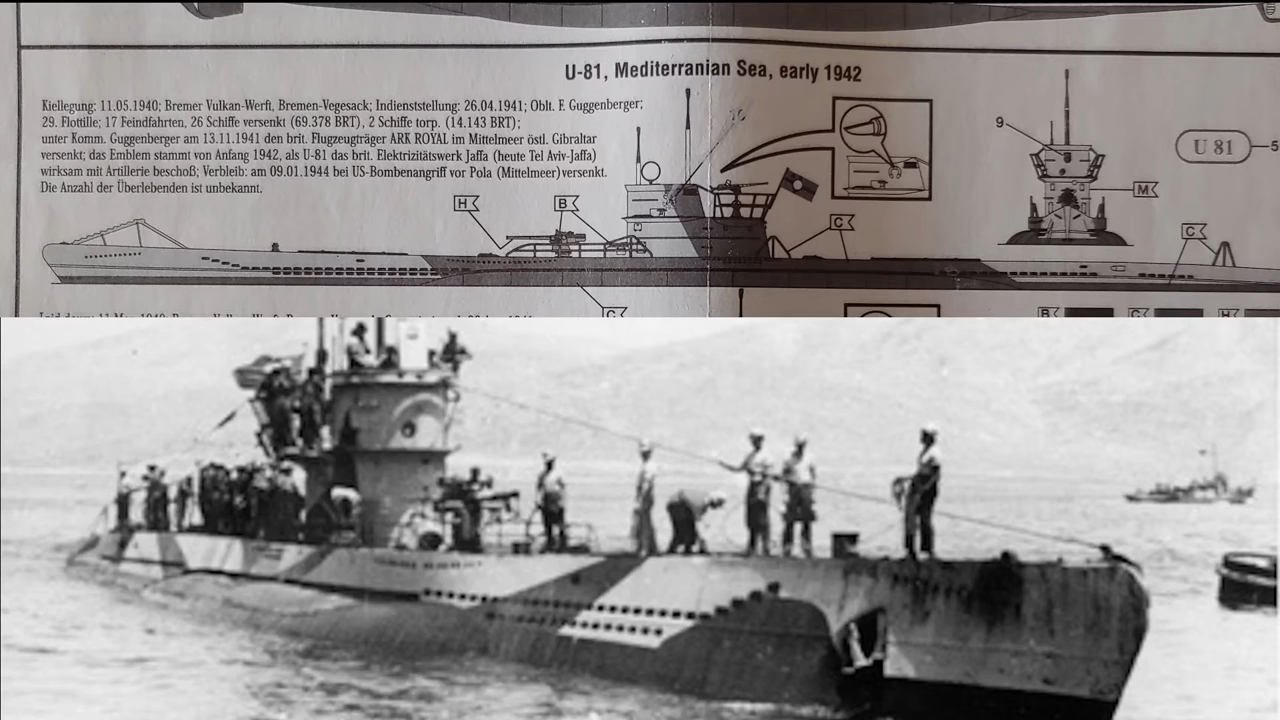 U-81, Mediterranian Sea, early 1942
Kiellegung: 11.05.1940; Bremer Vulkan-Werft, Bremen-Vegesack; Indienststellung: 26.04.1941; Oblt. F. Guggenberger;
29. Flottille; 17 Feindfahrten, 26 Schiffe versenkt (69.378 BRT), 2 Schiffe torp. (14.143 BRT);
unter Komm. Guggenberger am 13.11.1941 den brit. Flugzeugträger ARK ROYAL im Mittelmeer östl. Gibraltar
versenkt; das Emblem stammt von Anfang 1942, als U-81 das brit. Elektrizitätswerk Jaffa (heute Tel Aviv-Jaffa)
wirksam mit Artillerie beschoß; Verbleib: am 09.01.1944 bei US-Bombenangriff vor Pola (Mittelmeer) versenkt.
Die Anzahl der Überlebenden ist unbekannt.
9
U 81
5
M
H
B
C
C
C
B
C
H